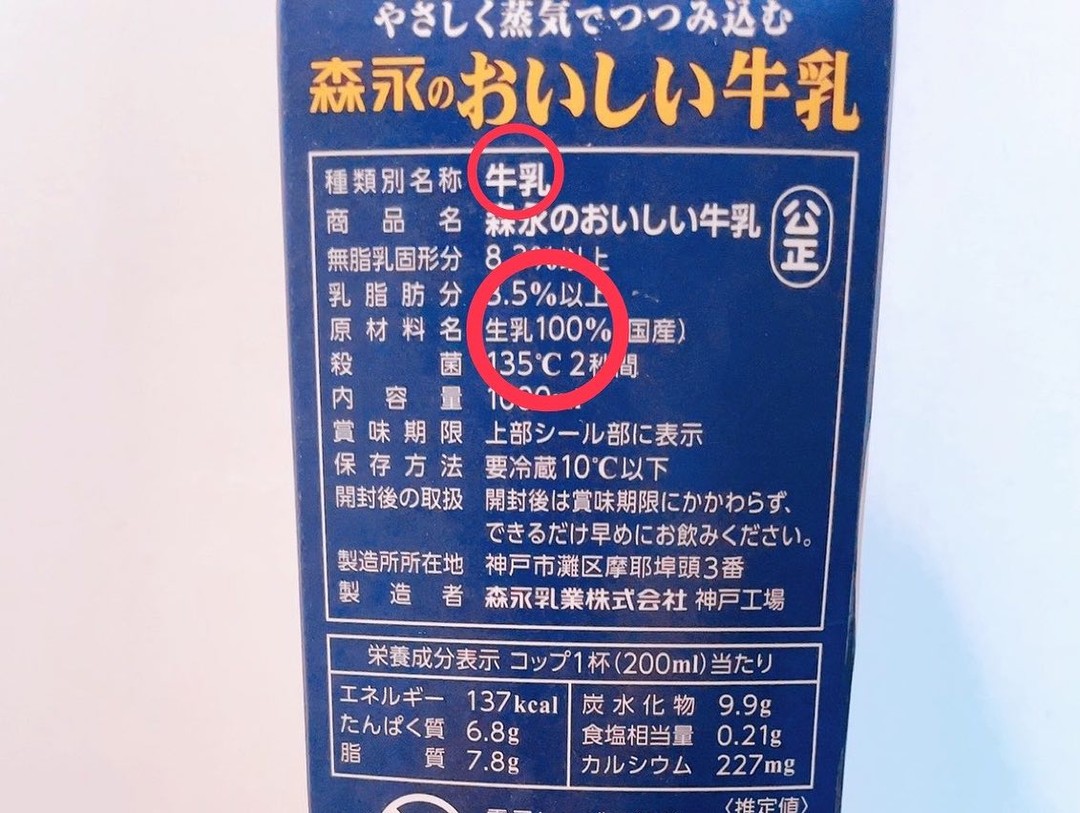 やさしく蒸気でつつみ込む
森永のおいしい牛乳
種類別名称 牛乳
商品名 森永のおいしい牛乳
公正
無脂乳固形分 8.3%以上
乳脂肪分 3.5%以上
原材料名 生乳100%(国産)
殺菌 135℃ 2秒間
内容量 1000ml
賞味期限 上部シール部に表示
保存方法 要冷蔵10℃以下
開封後の取扱 開封後は賞味期限にかかわらず、
できるだけ早めにお飲みください。
製造所所在地 神戸市灘区摩耶埠頭3番
製造者 森永乳業株式会社 神戸工場
栄養成分表示 コップ1杯(200ml)当たり
エネルギー 137kcal 炭水化物 9.9g
たんぱく質 6.8g 食塩相当量 0.21g
脂質 7.8g カルシウム 227mg
〈推定値〉